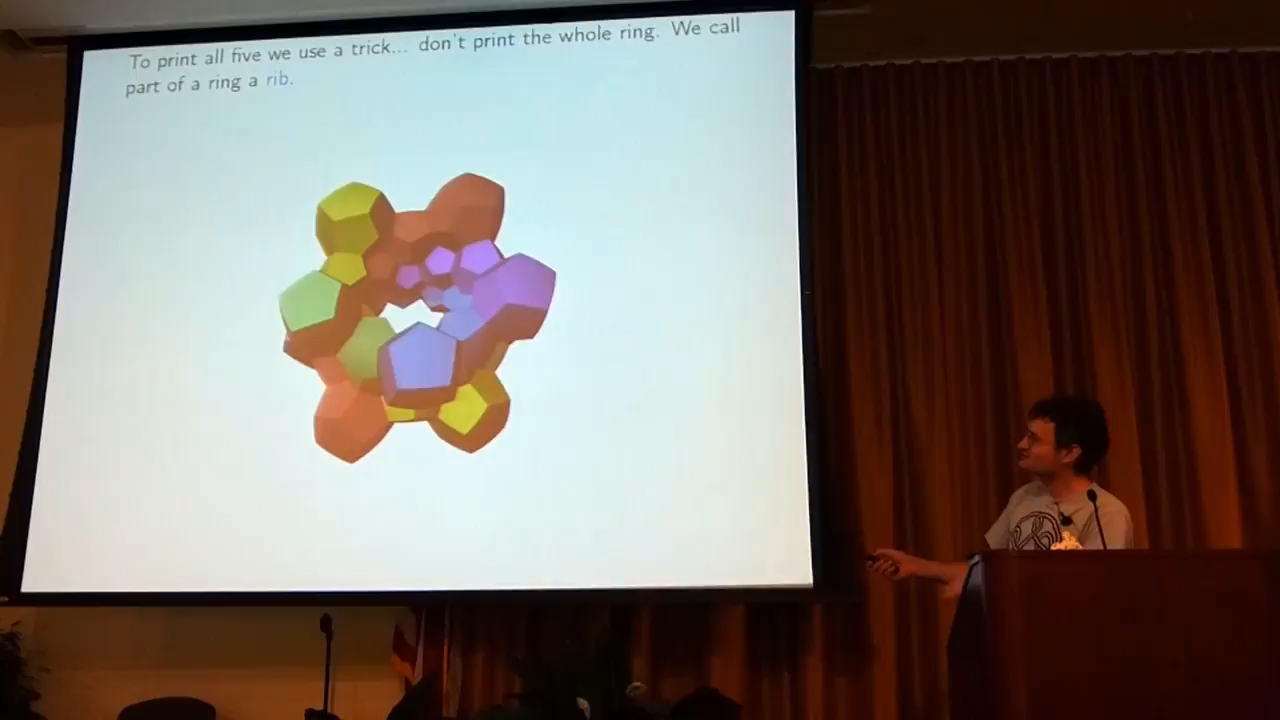 To print all five we use a trick... don't print the whole ring. We call
part of a ring a rib.